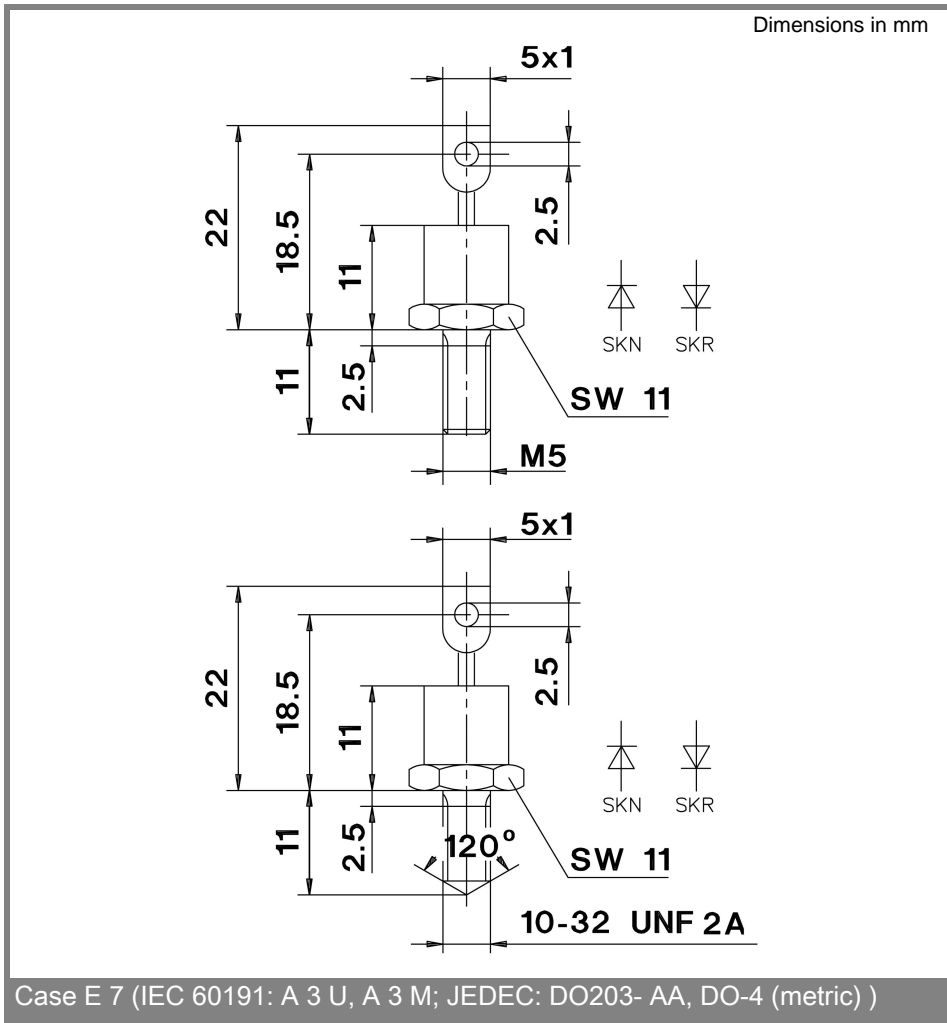 Dimensions in mm
5x1
22
18.5
11
2.5
SKN SKR
11
2.5
SW 11
M5
5x1
22
18.5
11
2.5
SKN SKR
11
2.5
120°
SW 11
10-32 UNF 2A
Case E 7 (IEC 60191: A 3 U, A 3 M; JEDEC: DO203- AA, DO-4 (metric) )